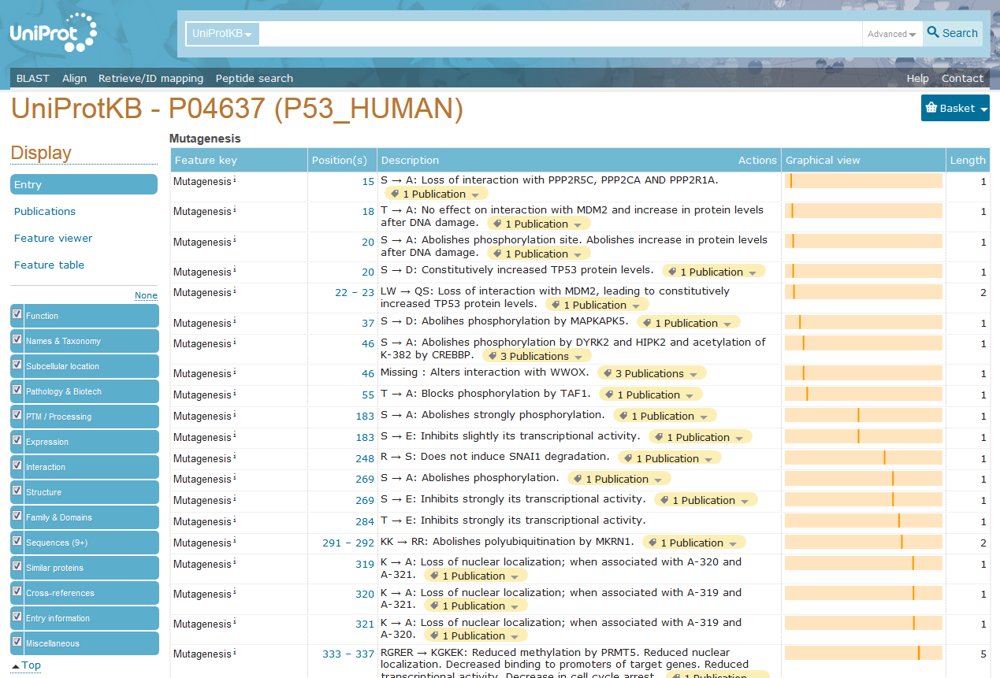 UniProt
UniProtKB
Advanced
Search
BLAST Align Retrieve/ID mapping Peptide search
Help Contact
UniProtKB - P04637 (P53_HUMAN)
Basket
Display
Entry
Publications
Feature viewer
Feature table
None
Function
Names & Taxonomy
Subcellular location
Pathology & Biotech
PTM / Processing
Expression
Interaction
Structure
Family & Domains
Sequences (9+)
Similar proteins
Cross-references
Entry information
Miscellaneous
Top
Mutagenesis
Feature key Position(s) Description Actions Graphical view Length
Mutagenesis i 15 S → A: Loss of interaction with PPP2R5C, PPP2CA AND PPP2R1A. 1
1 Publication
Mutagenesis i 18 T → A: No effect on interaction with MDM2 and increase in protein levels 1
after DNA damage. 1 Publication
Mutagenesis i 20 S → A: Abolishes phosphorylation site. Abolishes increase in protein levels 1
after DNA damage. 1 Publication
Mutagenesis i 20 S → D: Constitutively increased TP53 protein levels. 1 Publication 1
Mutagenesis i 22 – 23 LW → QS: Loss of interaction with MDM2, leading to constitutively 2
increased TP53 protein levels. 1 Publication
Mutagenesis i 37 S → D: Abolihes phosphorylation by MAPKAPK5. 1 Publication 1
Mutagenesis i 46 S → A: Abolishes phosphorylation by DYRK2 and HIPK2 and acetylation of 1
K-382 by CREBBP. 3 Publications
Mutagenesis i 46 Missing : Alters interaction with WWOX. 3 Publications 1
Mutagenesis i 55 T → A: Blocks phosphorylation by TAF1. 1 Publication 1
Mutagenesis i 183 S → A: Abolishes strongly phosphorylation. 1 Publication 1
Mutagenesis i 183 S → E: Inhibits slightly its transcriptional activity. 1 Publication 1
Mutagenesis i 248 R → S: Does not induce SNAI1 degradation. 1 Publication 1
Mutagenesis i 269 S → A: Abolishes phosphorylation. 1 Publication 1
Mutagenesis i 269 S → E: Inhibits strongly its transcriptional activity. 1 Publication 1
Mutagenesis i 284 T → E: Inhibits strongly its transcriptional activity. 1
Mutagenesis i 291 – 292 KK → RR: Abolishes polyubiquitination by MKRN1. 1 Publication 2
Mutagenesis i 319 K → A: Loss of nuclear localization; when associated with A-320 and 1
A-321. 1 Publication
Mutagenesis i 320 K → A: Loss of nuclear localization; when associated with A-319 and 1
A-321. 1 Publication
Mutagenesis i 321 K → A: Loss of nuclear localization; when associated with A-319 and 1
A-320. 1 Publication
Mutagenesis i 333 – 337 RGRER → KGKEK: Reduced methylation by PRMT5. Reduced nuclear 5
localization. Decreased binding to promoters of target genes. Reduced
transcriptional activity. Decrease in cell cycle arrest. 1 Publication